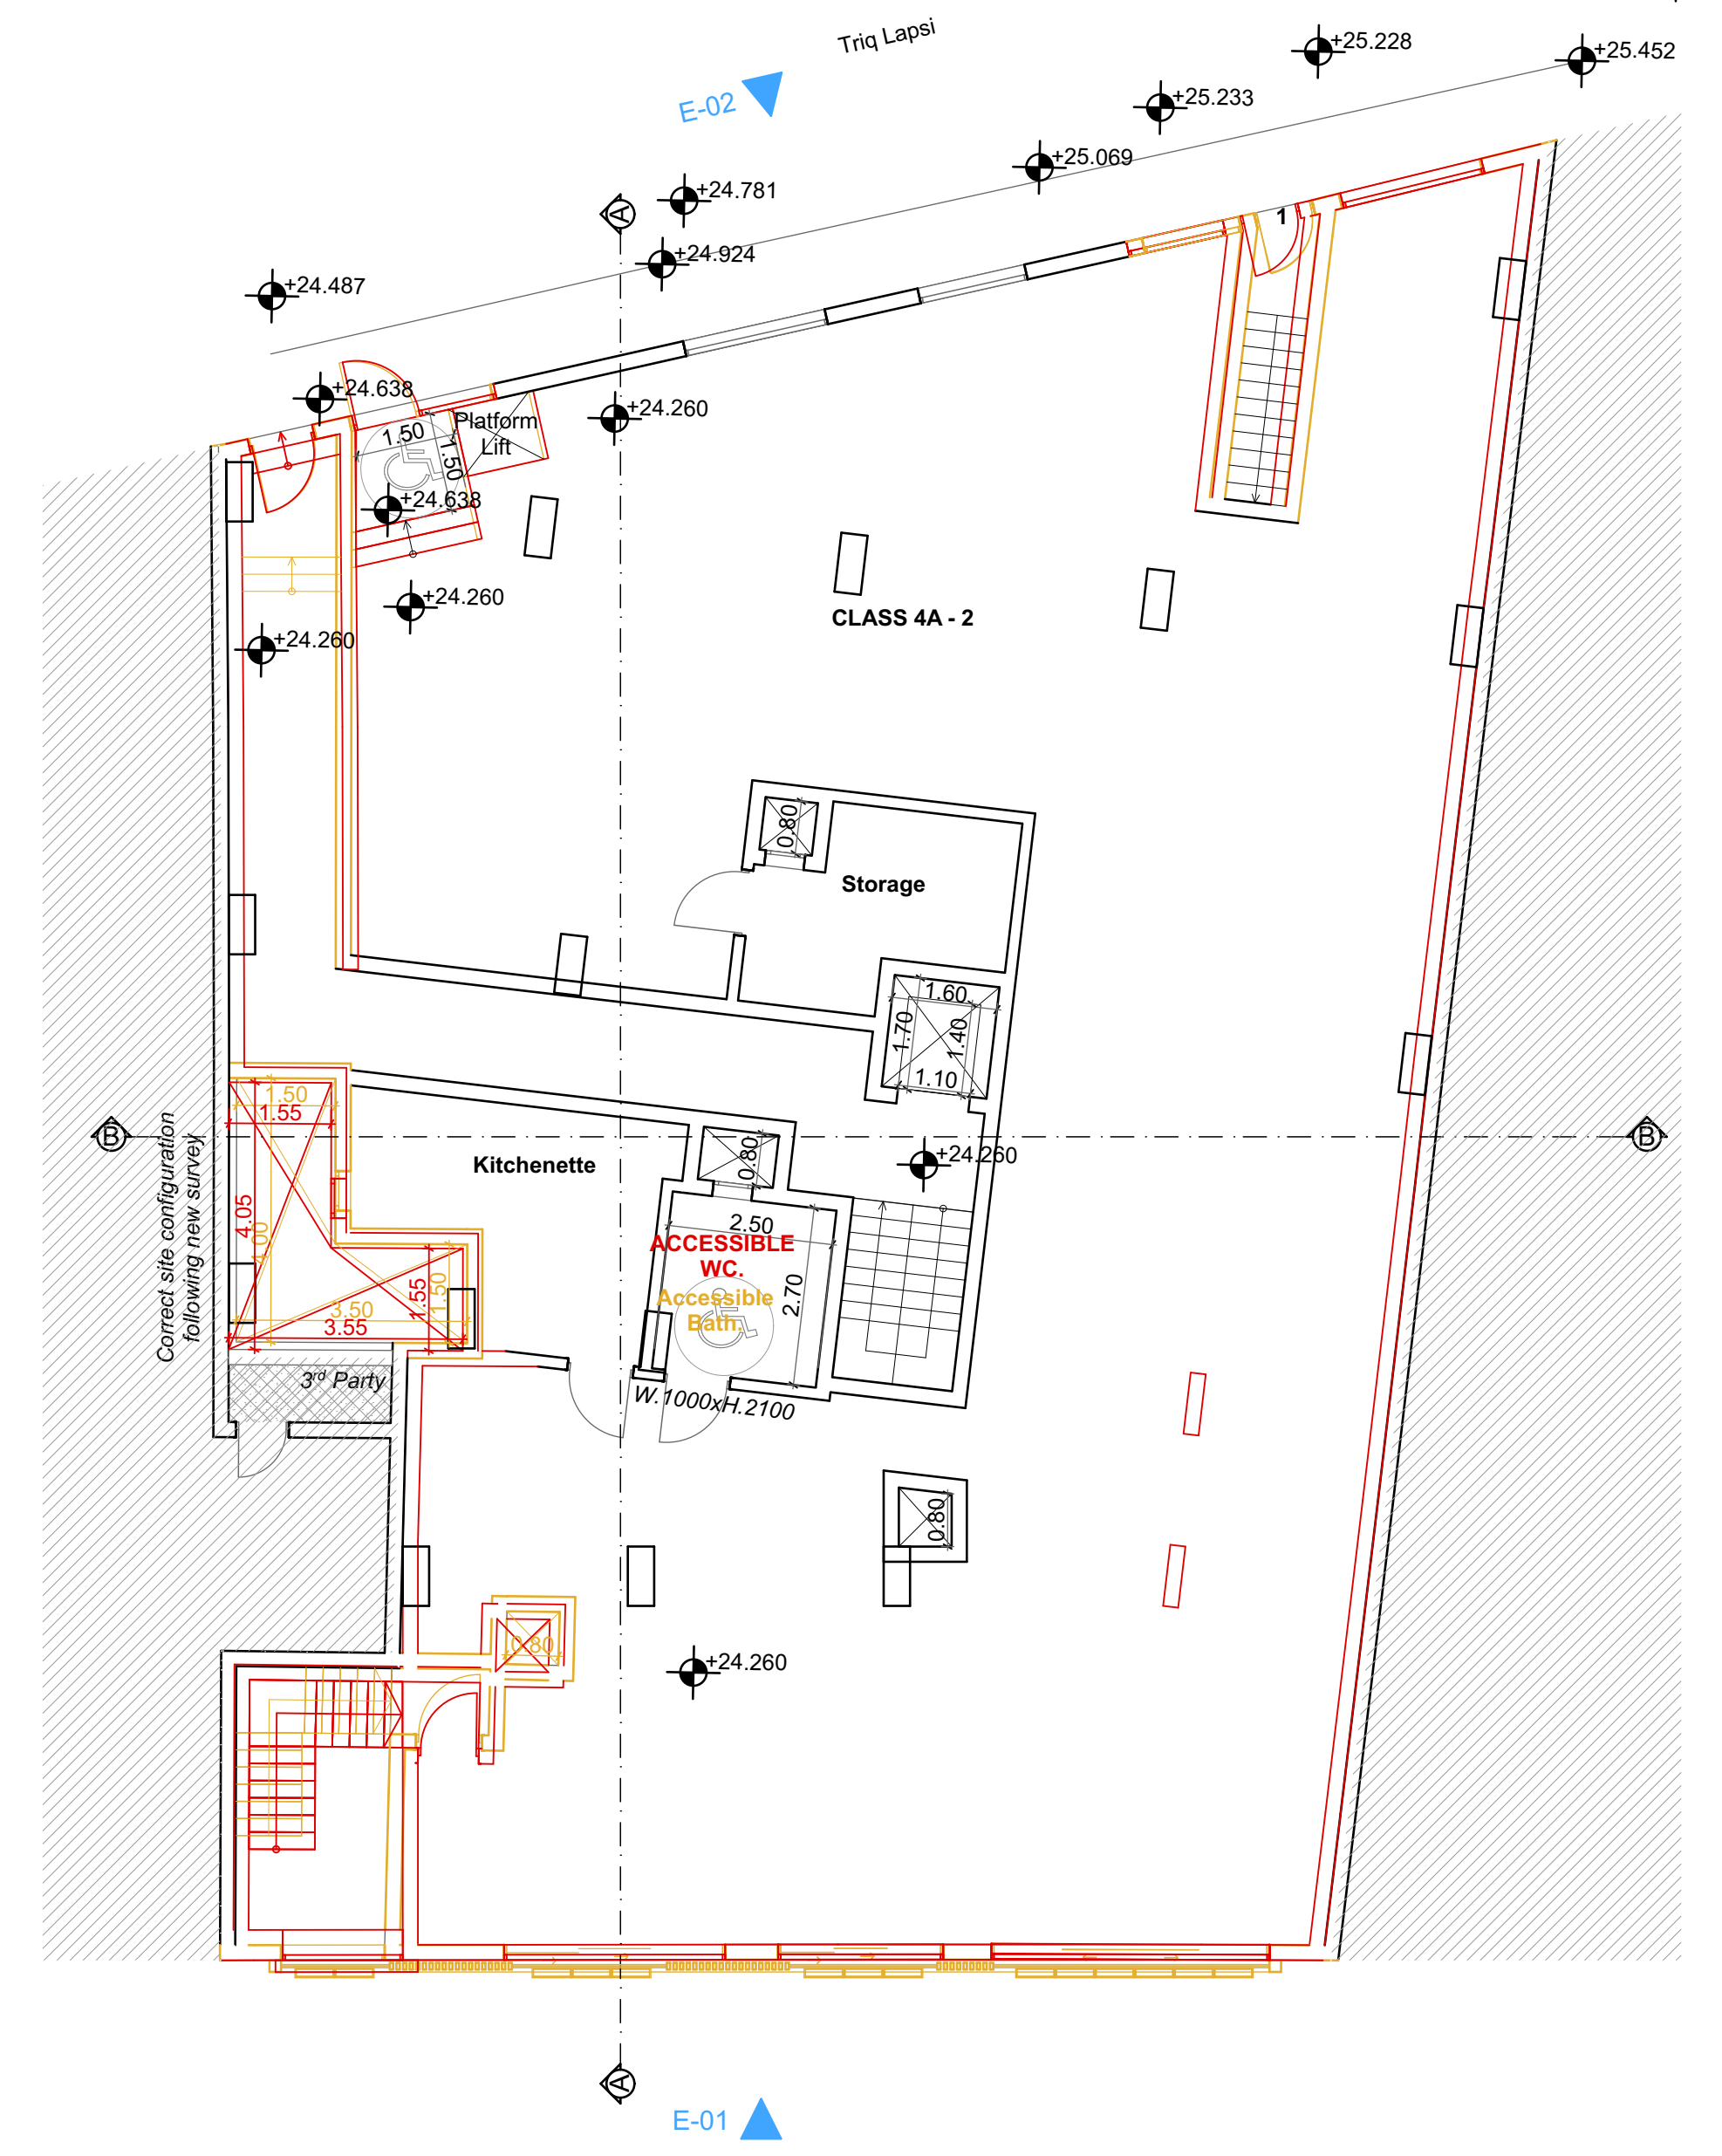 Triq Lapsi
+25.228
+25.452
E-02
+25.233
+25.069
+24.781
A
1
+24.924
+24.487
+24.638
+24.260
Platform
Lift
1.50
1.50
+24.638
+24.260
CLASS 4A - 2
+24.260
0.80
Storage
1.60
1.70
1.40
1.10
1.50
1.55
B
Correct site configuration
following new survey
Kitchenette
0.80
+24.260
B
4.05
4.00
2.50
ACCESSIBLE
WC.
Accessible
Bath.
2.70
1.55
1.50
3.50
3.55
3rd Party
W.1000xH.2100
0.80
0.80
+24.260
A
E-01